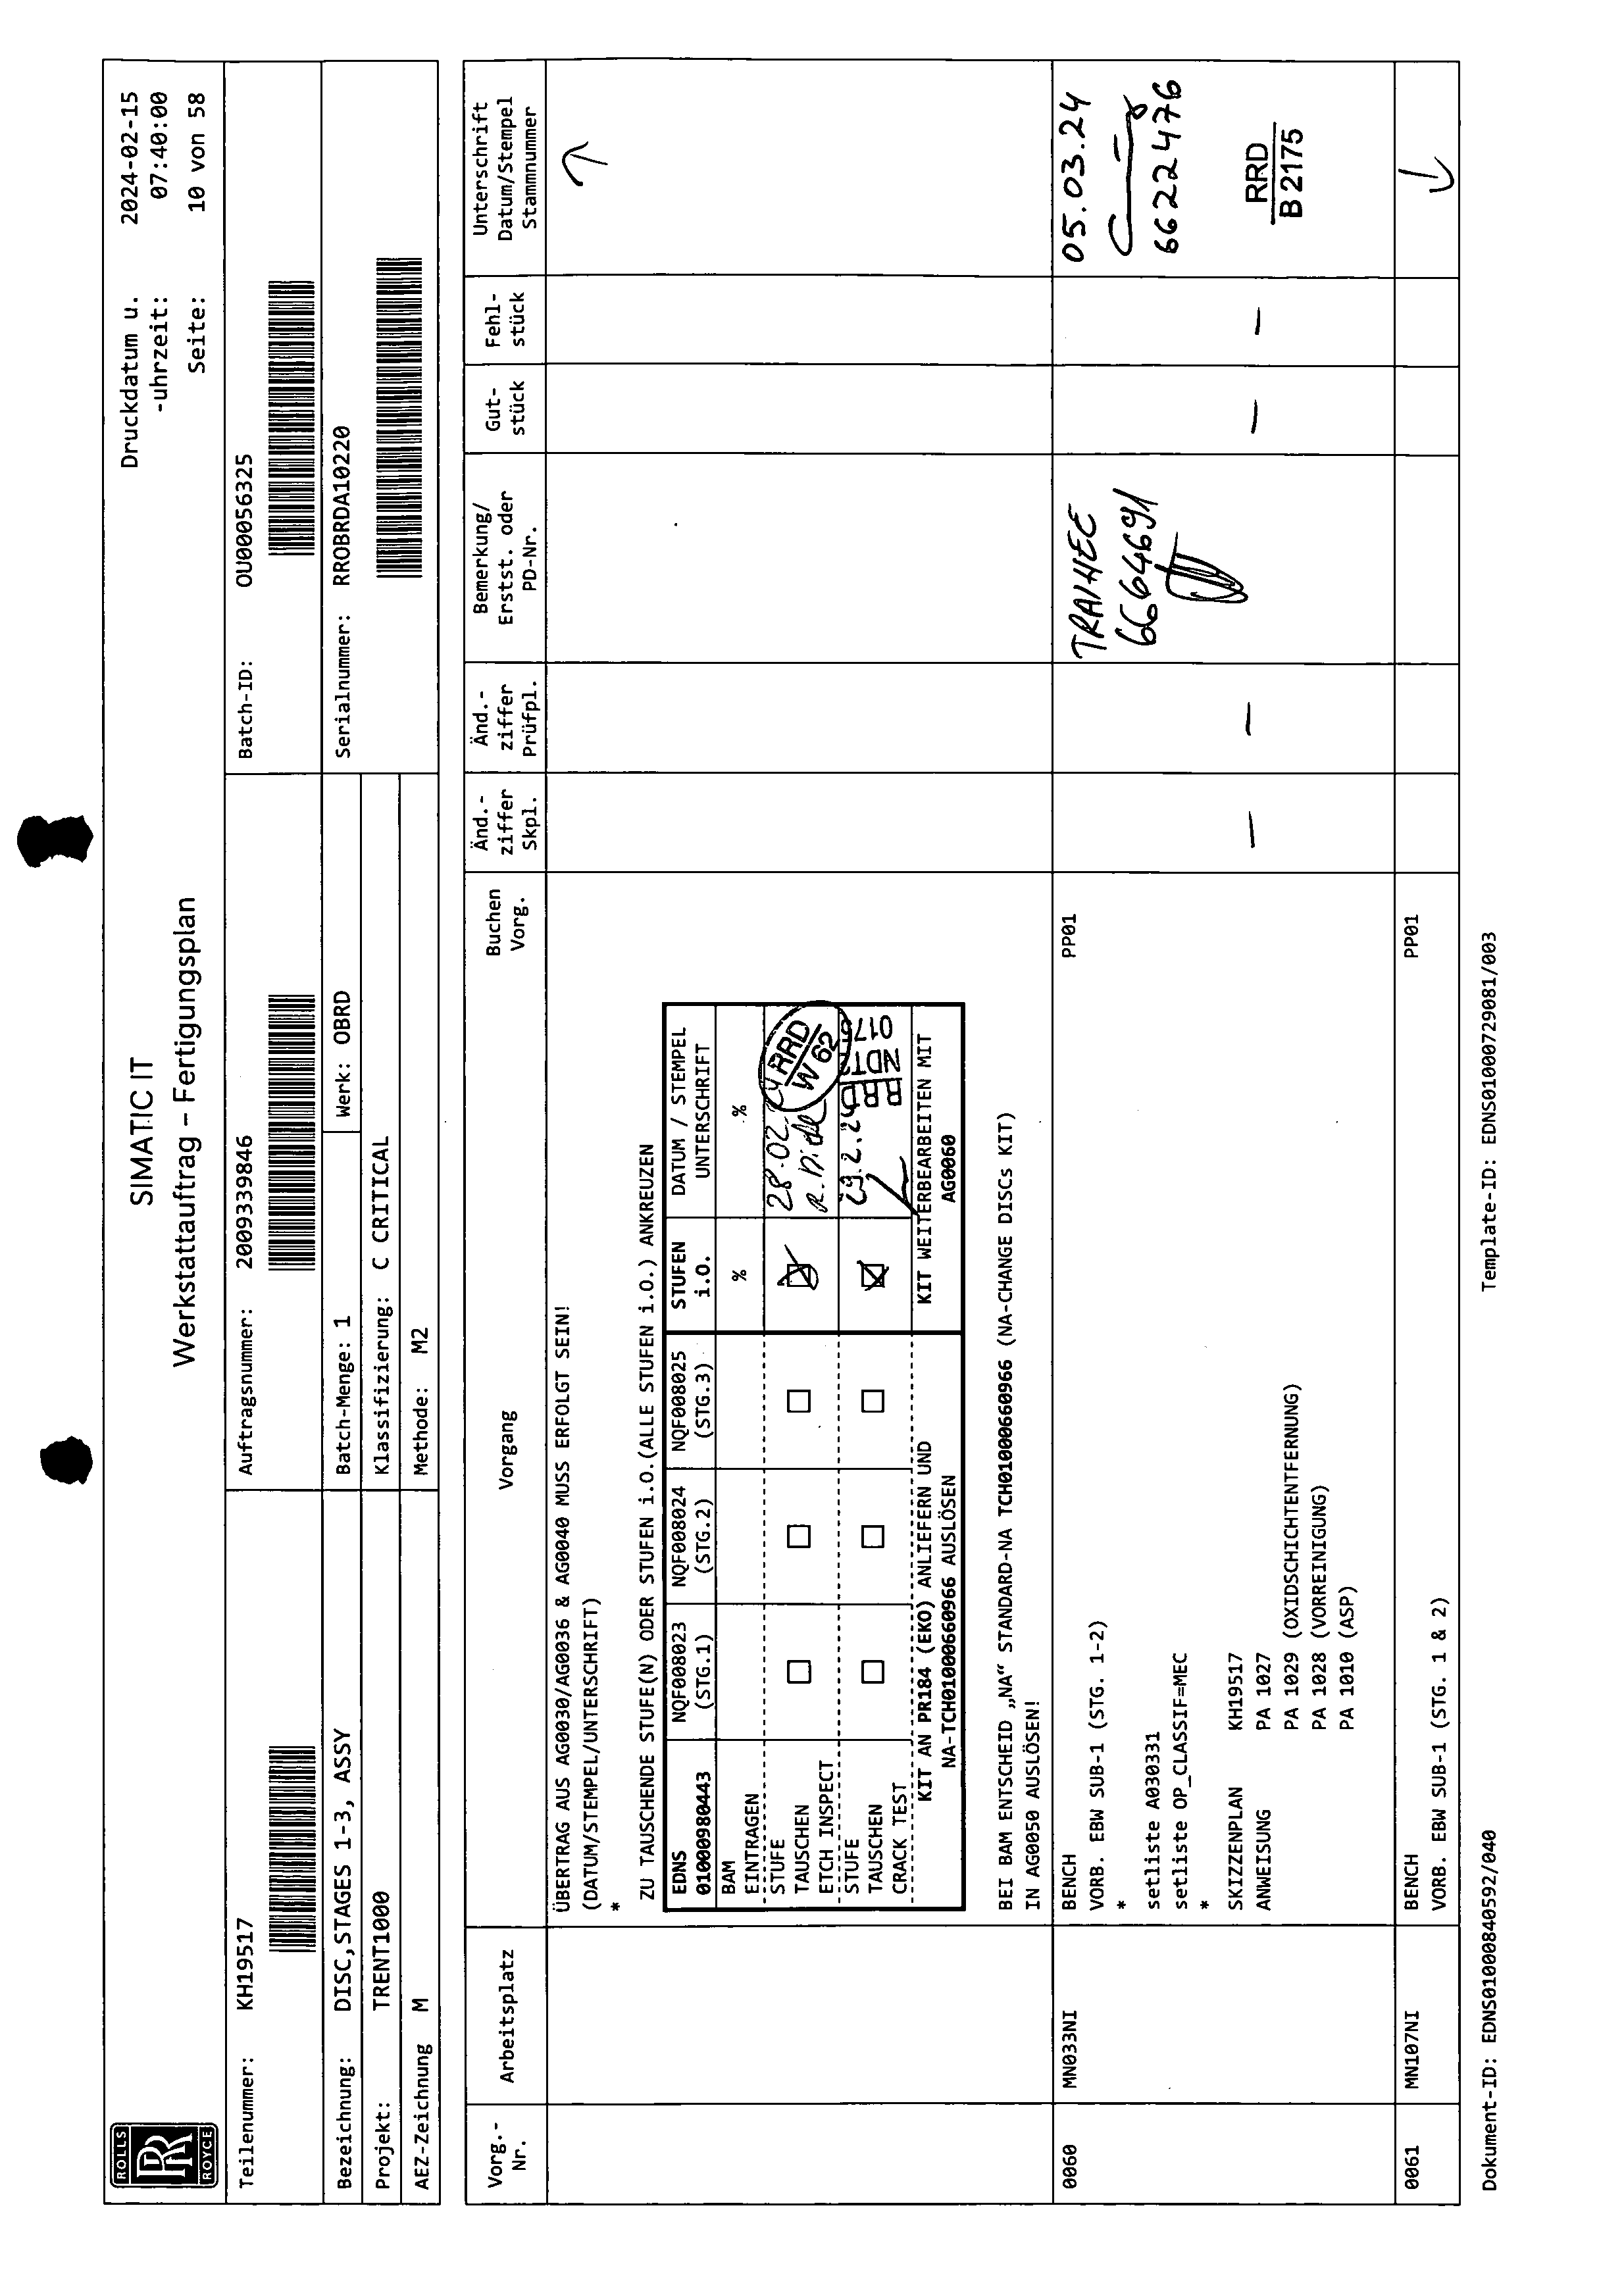 ROLLS
RR
ROYCE
SIMATIC IT
Werkstattauftrag – Fertigungsplan
Druckdatum u. 2024-02-15
-uhrzeit: 07:40:00
Seite: 10 von 58
Teilenummer: KH19517
Auftragsnummer: 2009339846
Batch-ID: OU00056325
Bezeichnung: DISC,STAGES 1-3, ASSY
Batch-Menge: 1
Werk: OBRD
Serialnummer: RROBRDA10220
Projekt: TRENT1000
Klassifizierung: C CRITICAL
AEZ-Zeichnung M
Methode: M2
Vorg.-
Nr.
Arbeitsplatz
Vorgang
Buchen
Vorg.
Änd.-
ziffer
Skpl.
Änd.-
ziffer
Prüfpl.
Bemerkung/
Erstst. oder
PD-Nr.
Gut-
stück
Fehl-
stück
Unterschrift
Datum/Stempel
Stammnummer
ÜBERTRAG AUS AG0030/AG0036 & AG0040 MUSS ERFOLGT SEIN!
(DATUM/STEMPEL/UNTERSCHRIFT)
*
ZU TAUSCHENDE STUFE(N) ODER STUFEN i.O.(ALLE STUFEN i.O.) ANKREUZEN
EDNS
01000980443
NQF008023
(STG.1)
NQF008024
(STG.2)
NQF008025
(STG.3)
STUFEN
i.O.
DATUM / STEMPEL
UNTERSCHRIFT
BAM
EINTRAGEN
% %
STUFE
TAUSCHEN
ETCH INSPECT
28.02.24
RRD
W 62
STUFE
TAUSCHEN
CRACK TEST
29.2.2
RRD
NDT
KIT AN PR184 (EKO) ANLIEFERN UND
NA-TCH01000660966 AUSLÖSEN
KIT WEITERBEARBEITEN MIT
AG0060
BEI BAM ENTSCHEID „NA“ STANDARD-NA TCH01000660966 (NA-CHANGE DISCs KIT)
IN AG0050 AUSLÖSEN!
0060 MN033NI BENCH PP01
VORB. EBW SUB-1 (STG. 1-2)
*
setliste A030331
setliste OP_CLASSIF=MEC
*
SKIZZENPLAN KH19517
ANWEISUNG PA 1027
PA 1029 (OXIDSCHICHTENTFERNUNG)
PA 1028 (VORREINIGUNG)
PA 1010 (ASP)
– –
TRAINEE
6664691
– –
05.03.24
66222476
RRD
B 2175
0061 MN107NI BENCH PP01
VORB. EBW SUB-1 (STG. 1 & 2)
Dokument-ID: EDNS01000840592/040
Template-ID: EDNS01000729081/003